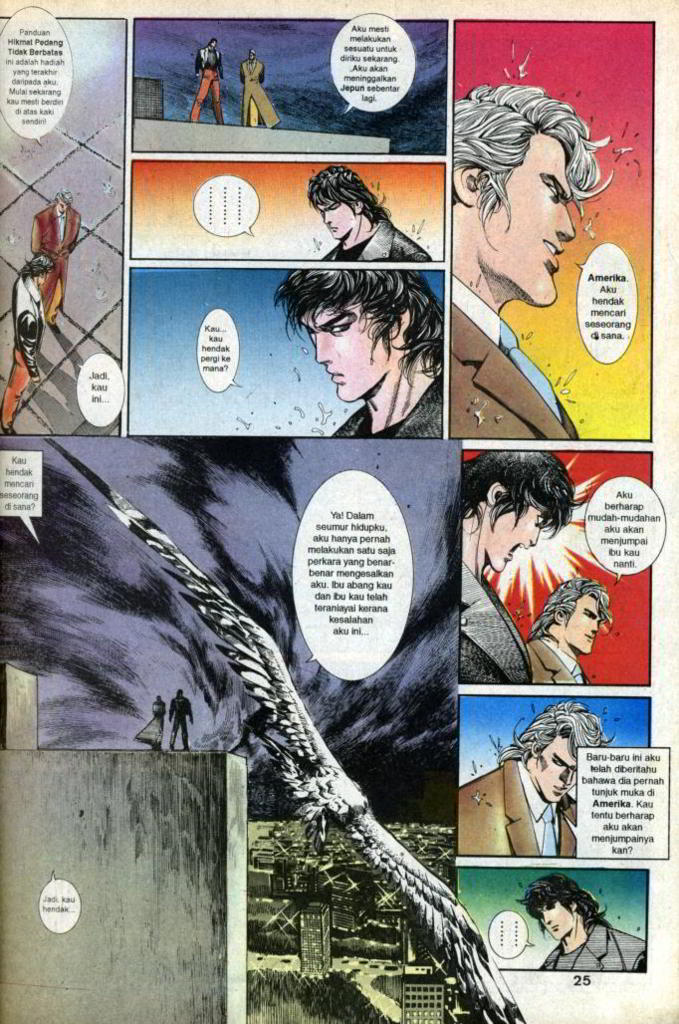 Panduan
Hikmat Pedang
Tidak Berbatas
ini adalah hadiah
yang terakhir
daripada aku.
Mulai sekarang
kau mesti berdiri
di atas kaki
sendiri!
Aku mesti
melakukan
sesuatu untuk
diriku sekarang.
Aku akan
meninggalkan
Jepun sebentar
lagi.
Jadi,
kau
ini...
Kau...
kau
hendak
pergi ke
mana?
Amerika.
Aku
hendak
mencari
seseorang
di sana.
Kau
hendak
mencari
seseorang
di sana?
Ya! Dalam
seumur hidupku,
aku hanya pernah
melakukan satu saja
perkara yang benar-
benar mengesalkan
aku. Ibu abang kau
dan ibu kau telah
teraniayai kerana
kesalahan
aku ini...
Aku
berharap
mudah-mudahan
aku akan
menjumpai
ibu kau
nanti.
Baru-baru ini aku
telah diberitahu
bahawa dia pernah
tunjuk muka di
Amerika. Kau
tentu berharap
aku akan
menjumpainya
kan?
Jadi, kau
hendak...
25